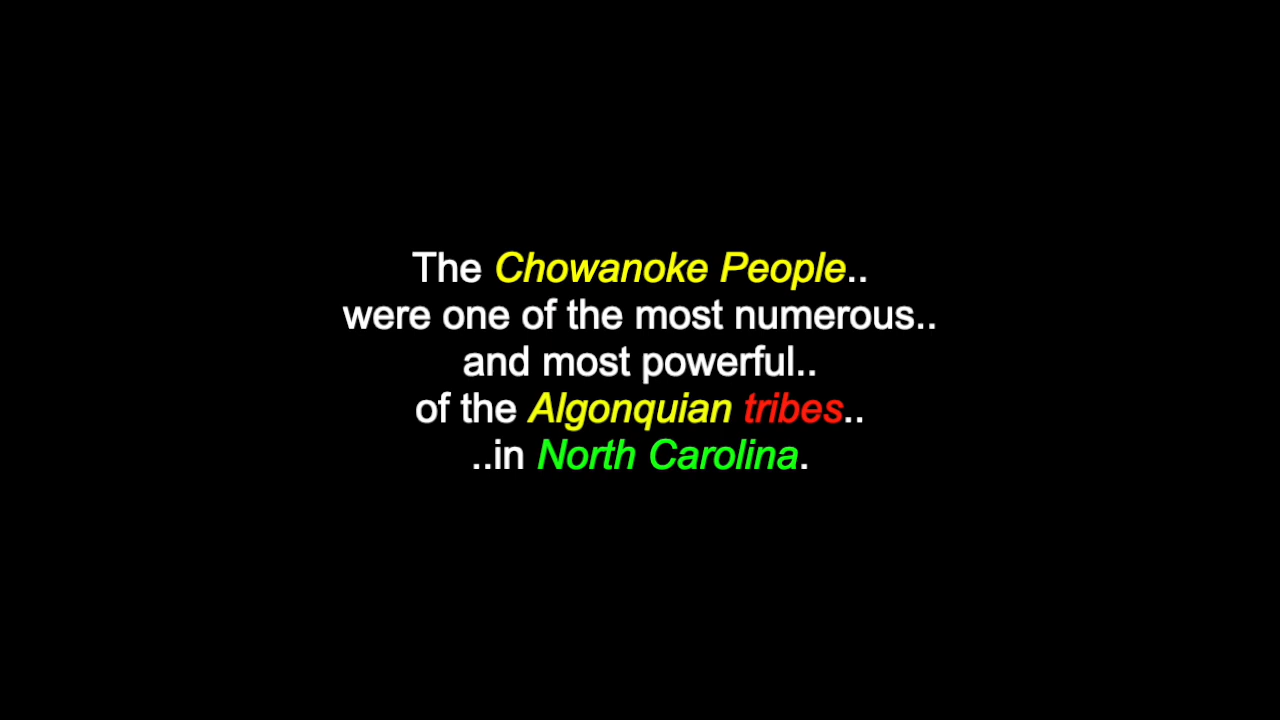 The Chowanoke People..
were one of the most numerous..
and most powerful..
of the Algonquian tribes..
..in North Carolina.